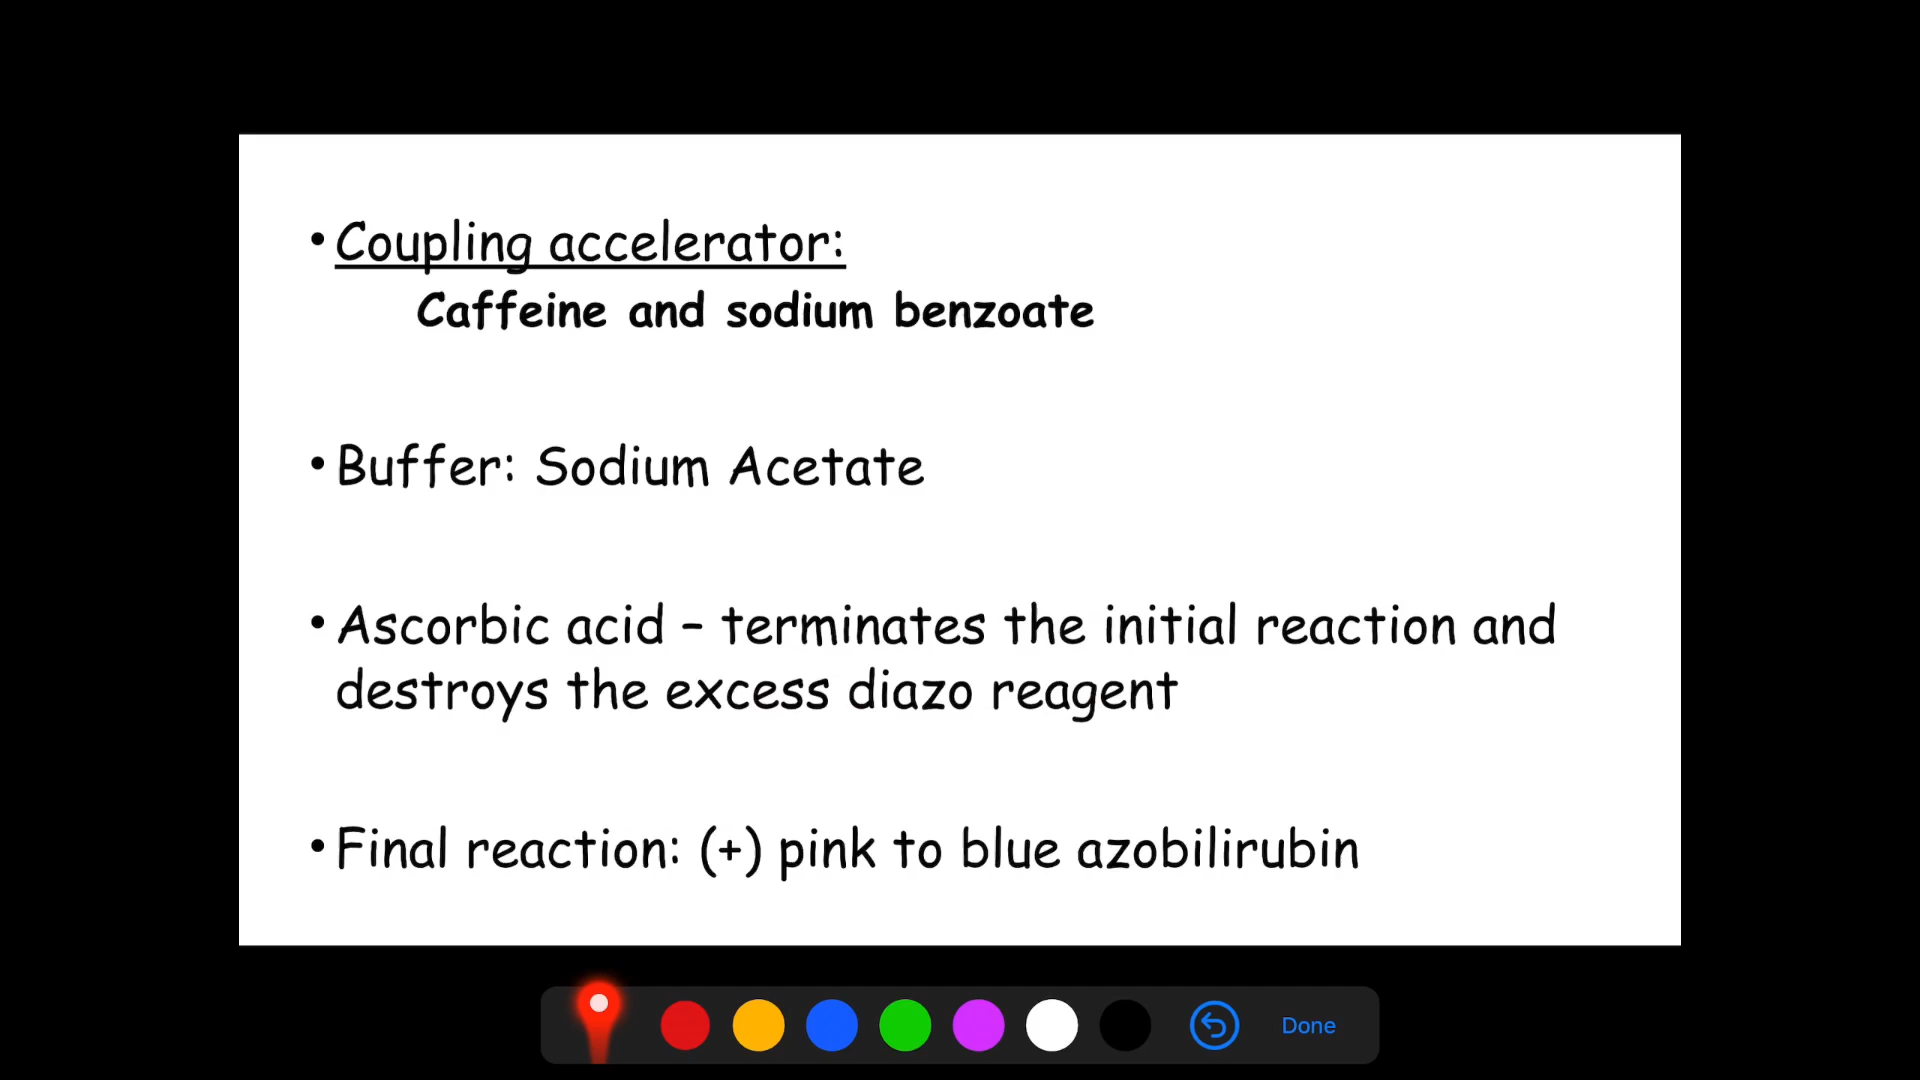 • Coupling accelerator:
Caffeine and sodium benzoate
• Buffer: Sodium Acetate
• Ascorbic acid – terminates the initial reaction and
destroys the excess diazo reagent
• Final reaction: (+) pink to blue azobilirubin
Done